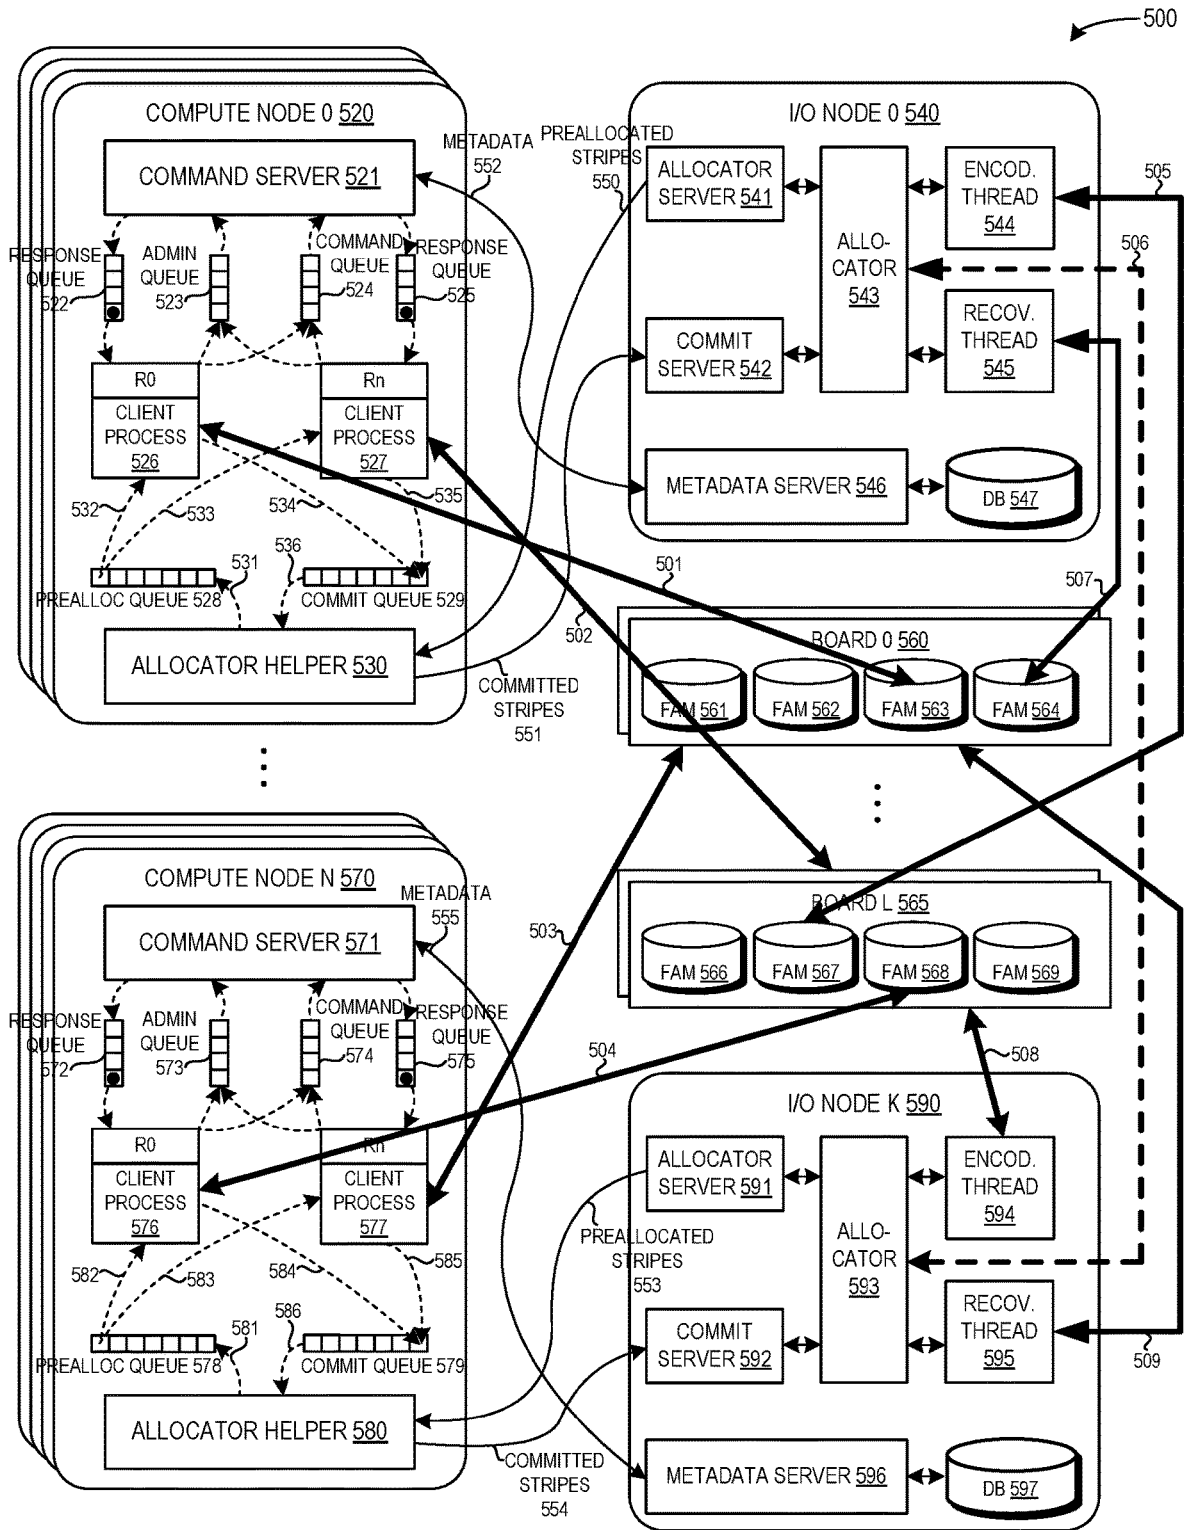 500
COMPUTE NODE 0 520
COMMAND SERVER 521
RESPONSE
QUEUE
522
ADMIN
QUEUE
523
COMMAND
QUEUE
524
RESPONSE
QUEUE
525
R0
CLIENT
PROCESS
526
Rn
CLIENT
PROCESS
527
532
533
534
535
531
536
PREALLOC QUEUE 528
COMMIT QUEUE 529
ALLOCATOR HELPER 530
METADATA
552
PREALLOCATED
STRIPES
550
COMMITTED
STRIPES
551
I/O NODE 0 540
ALLOCATOR
SERVER 541
COMMIT
SERVER 542
ALLO-
CATOR
543
ENCOD.
THREAD
544
RECOV.
THREAD
545
METADATA SERVER 546
DB 547
505
506
501
502
507
BOARD 0 560
FAM 561
FAM 562
FAM 563
FAM 564
BOARD L 565
FAM 566
FAM 567
FAM 568
FAM 569
503
504
508
COMPUTE NODE N 570
COMMAND SERVER 571
RESPONSE
QUEUE
572
ADMIN
QUEUE
573
COMMAND
QUEUE
574
RESPONSE
QUEUE
575
R0
CLIENT
PROCESS
576
Rn
CLIENT
PROCESS
577
582
583
584
585
581
586
PREALLOC QUEUE 578
COMMIT QUEUE 579
ALLOCATOR HELPER 580
METADATA
555
PREALLOCATED
STRIPES
553
COMMITTED
STRIPES
554
I/O NODE K 590
ALLOCATOR
SERVER 591
COMMIT
SERVER 592
ALLO-
CATOR
593
ENCOD.
THREAD
594
RECOV.
THREAD
595
509
METADATA SERVER 596
DB 597